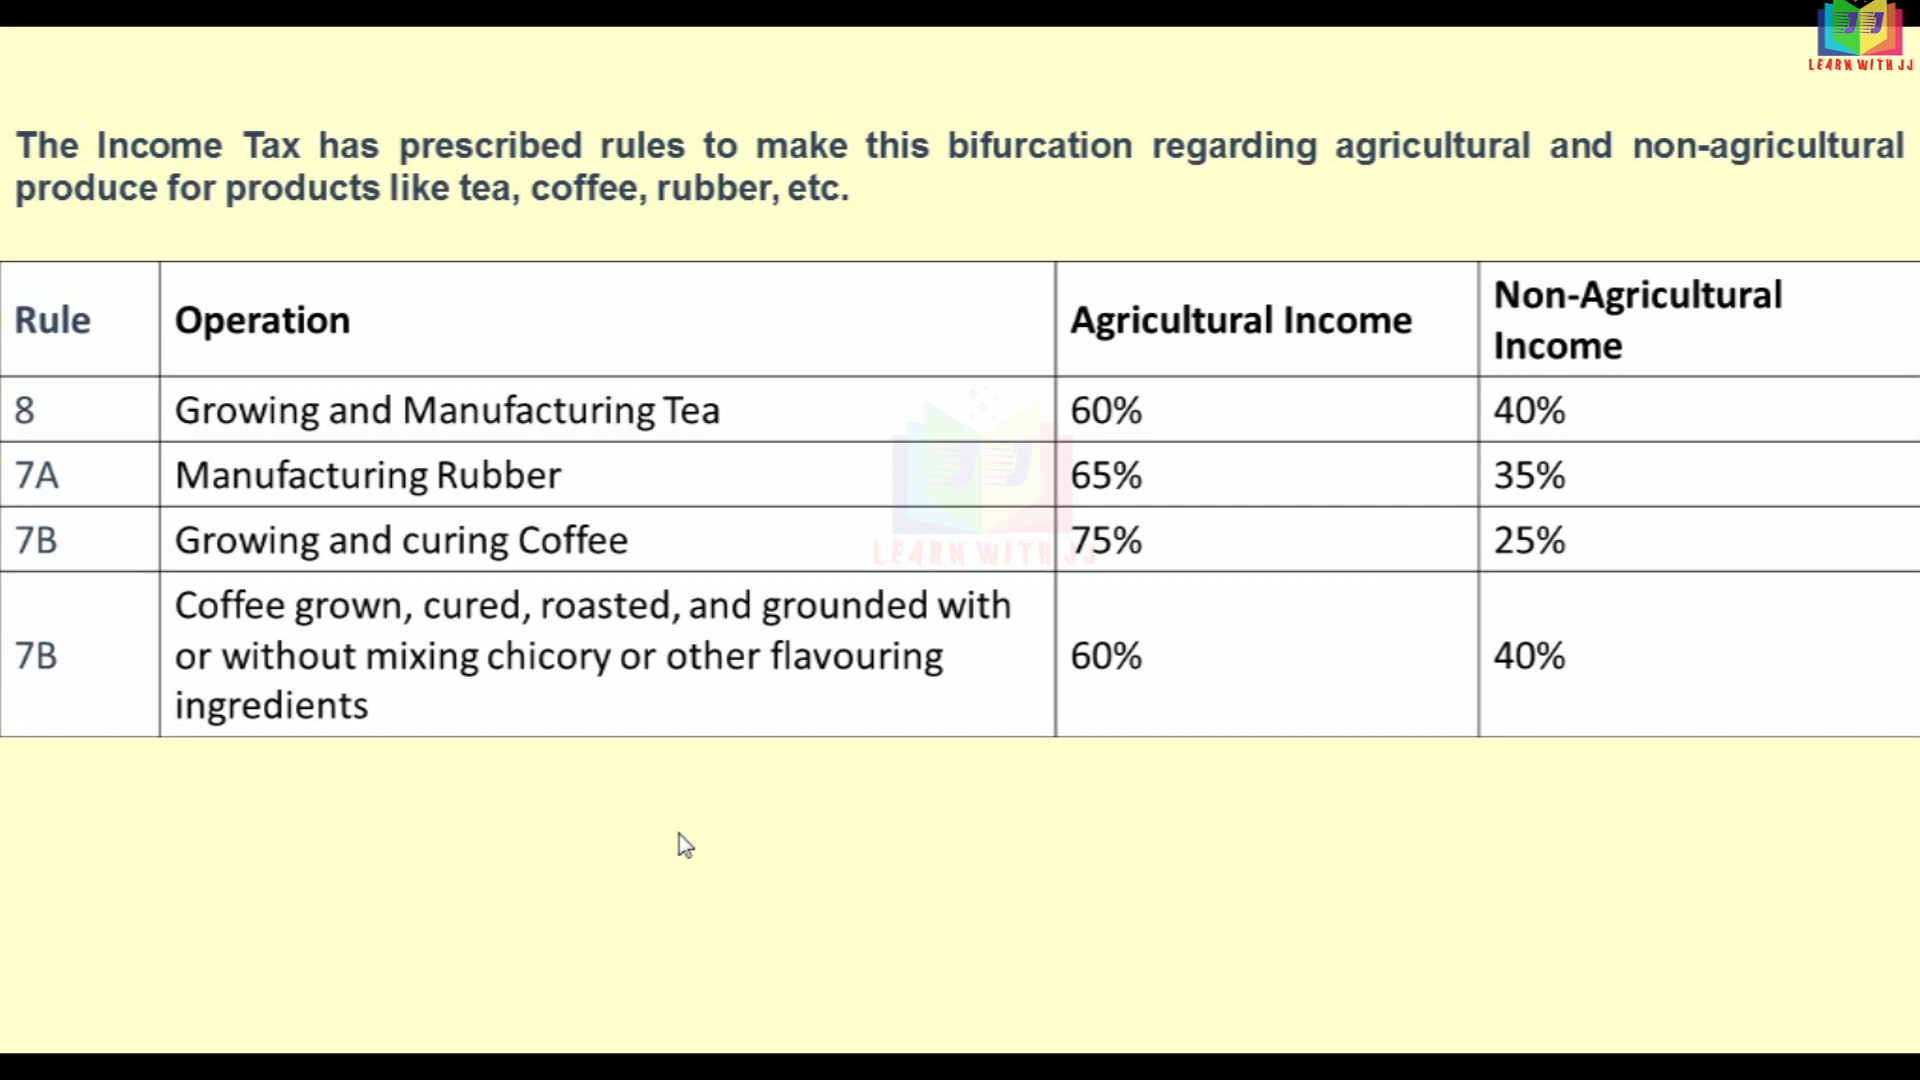 LEARN WITH JJ
The Income Tax has prescribed rules to make this bifurcation regarding agricultural and non-agricultural
produce for products like tea, coffee, rubber, etc.
Rule Operation Agricultural Income Non-Agricultural
Income
8 Growing and Manufacturing Tea 60% 40%
7A Manufacturing Rubber 65% 35%
7B Growing and curing Coffee 75% 25%
LEARN WITH JJ
Coffee grown, cured, roasted, and grounded with
7B or without mixing chicory or other flavouring 60% 40%
ingredients